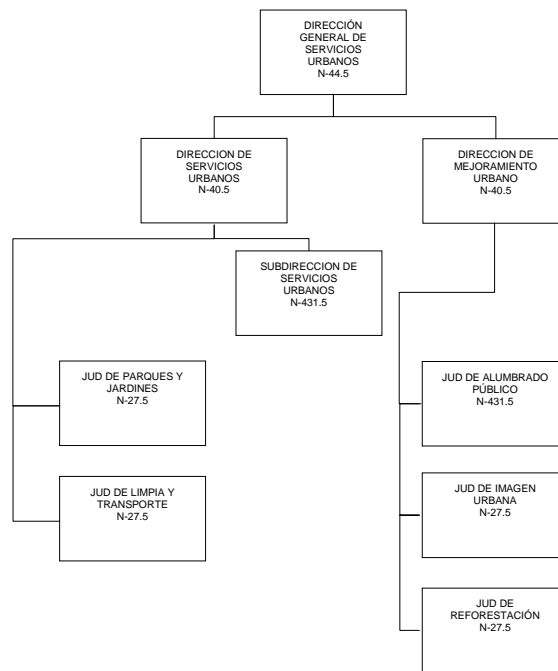 DIRECCIÓN
GENERAL DE
SERVICIOS
URBANOS
N-44.5
DIRECCION DE
SERVICIOS
URBANOS
N-40.5
DIRECCION DE
MEJORAMIENTO
URBANO
N-40.5
SUBDIRECCION DE
SERVICIOS
URBANOS
N-431.5
JUD DE PARQUES Y
JARDINES
N-27.5
JUD DE ALUMBRADO
PÚBLICO
N-431.5
JUD DE LIMPIA Y
TRANSPORTE
N-27.5
JUD DE IMAGEN
URBANA
N-27.5
JUD DE
REFORESTACIÓN
N-27.5